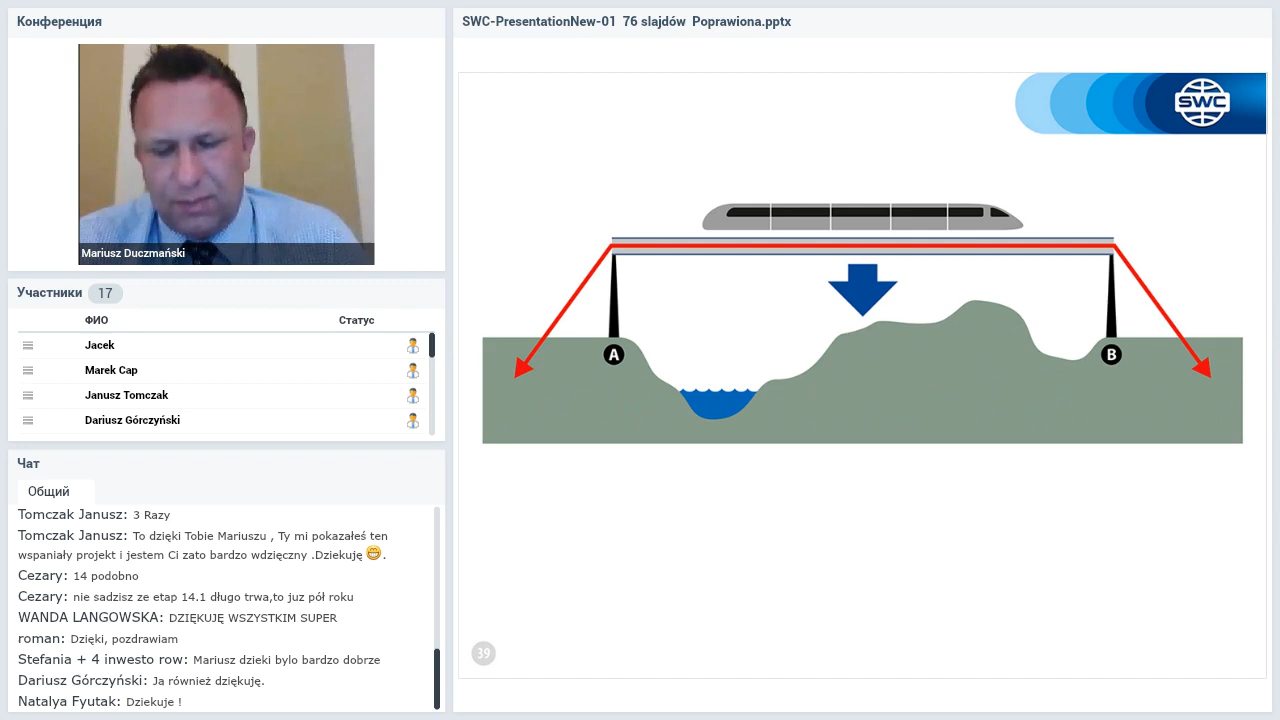 Конференция
Mariusz Duczmański
Участники 17
ФИО Статус
Jacek
Marek Cap
Janusz Tomczak
Dariusz Górczyński
Чат
Общий
Tomczak Janusz: 3 Razy
Tomczak Janusz: To dzięki Tobie Mariuszu , Ty mi pokazałeś ten
wspaniały projekt i jestem Ci zato bardzo wdzięczny .Dziekuję .
Cezary: 14 podobno
Cezary: nie sadzisz ze etap 14.1 długo trwa,to juz pół roku
WANDA LANGOWSKA: DZIĘKUJĘ WSZYSTKIM SUPER
roman: Dzięki, pozdrawiam
Stefania + 4 inwesto row: Mariusz dzieki bylo bardzo dobrze
Dariusz Górczyński: Ja również dziękuję.
Natalya Fyutak: Dziekuje !
SWC-PresentationNew-01 76 slajdów Poprawiona.pptx
SWC
A
B
39